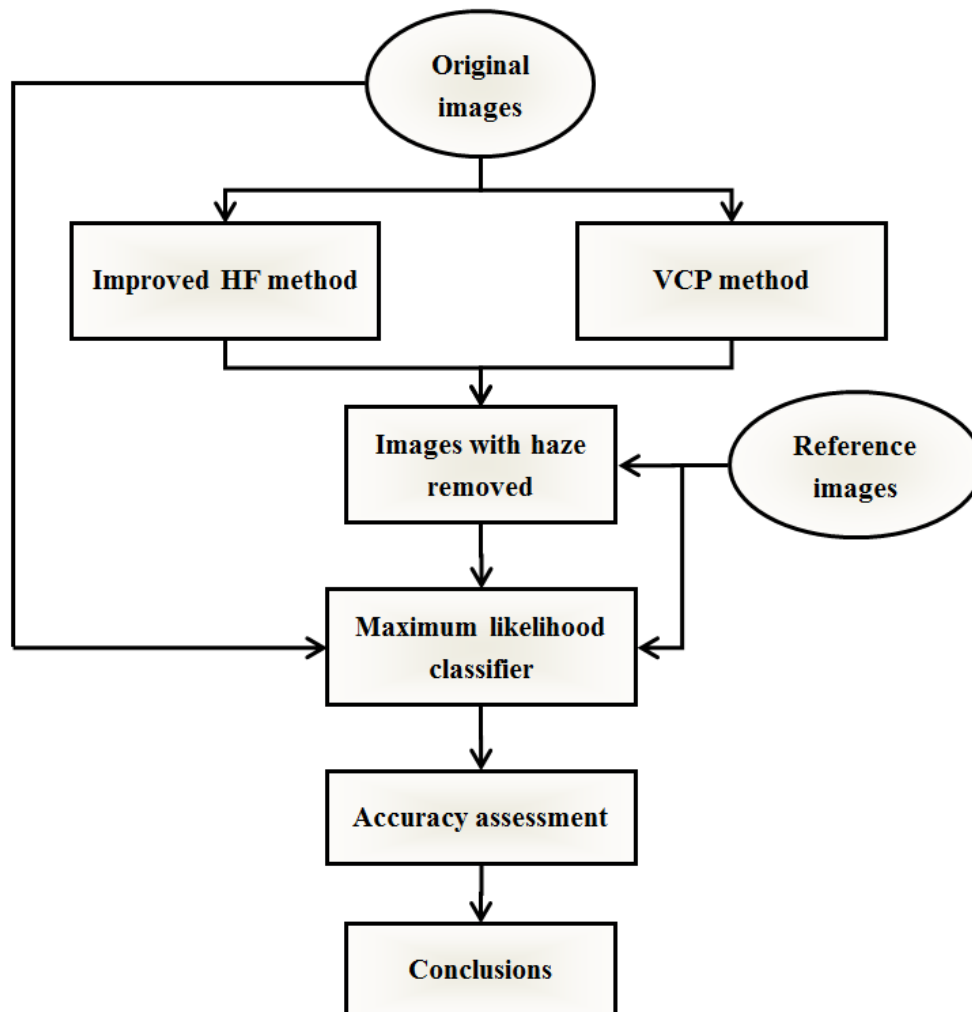 Original
images
Improved HF method
VCP method
Images with haze
removed
Reference
images
Maximum likelihood
classifier
Accuracy assessment
Conclusions